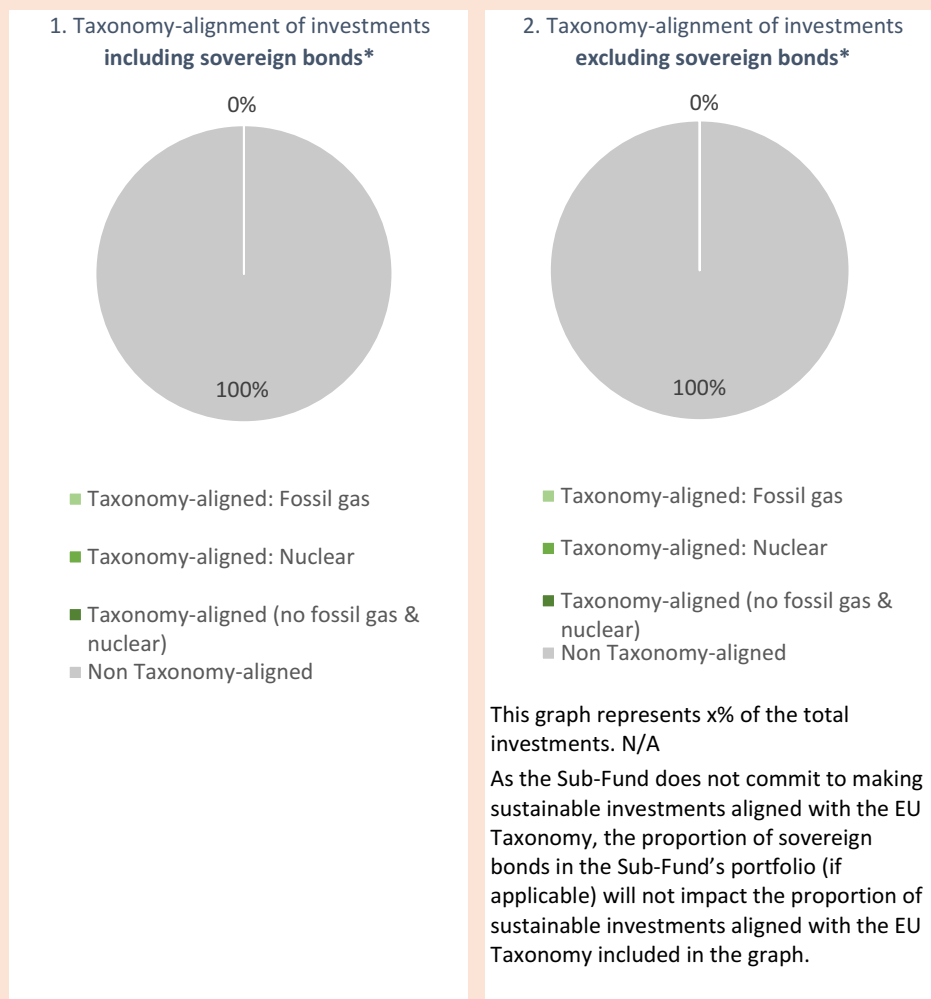 1. Taxonomy-alignment of investments
including sovereign bonds*
0%
100%
Taxonomy-aligned: Fossil gas
Taxonomy-aligned: Nuclear
Taxonomy-aligned (no fossil gas &
nuclear)
Non Taxonomy-aligned
2. Taxonomy-alignment of investments
excluding sovereign bonds*
0%
100%
Taxonomy-aligned: Fossil gas
Taxonomy-aligned: Nuclear
Taxonomy-aligned (no fossil gas &
nuclear)
Non Taxonomy-aligned
This graph represents x% of the total
investments. N/A
As the Sub-Fund does not commit to making
sustainable investments aligned with the EU
Taxonomy, the proportion of sovereign
bonds in the Sub-Fund’s portfolio (if
applicable) will not impact the proportion of
sustainable investments aligned with the EU
Taxonomy included in the graph.